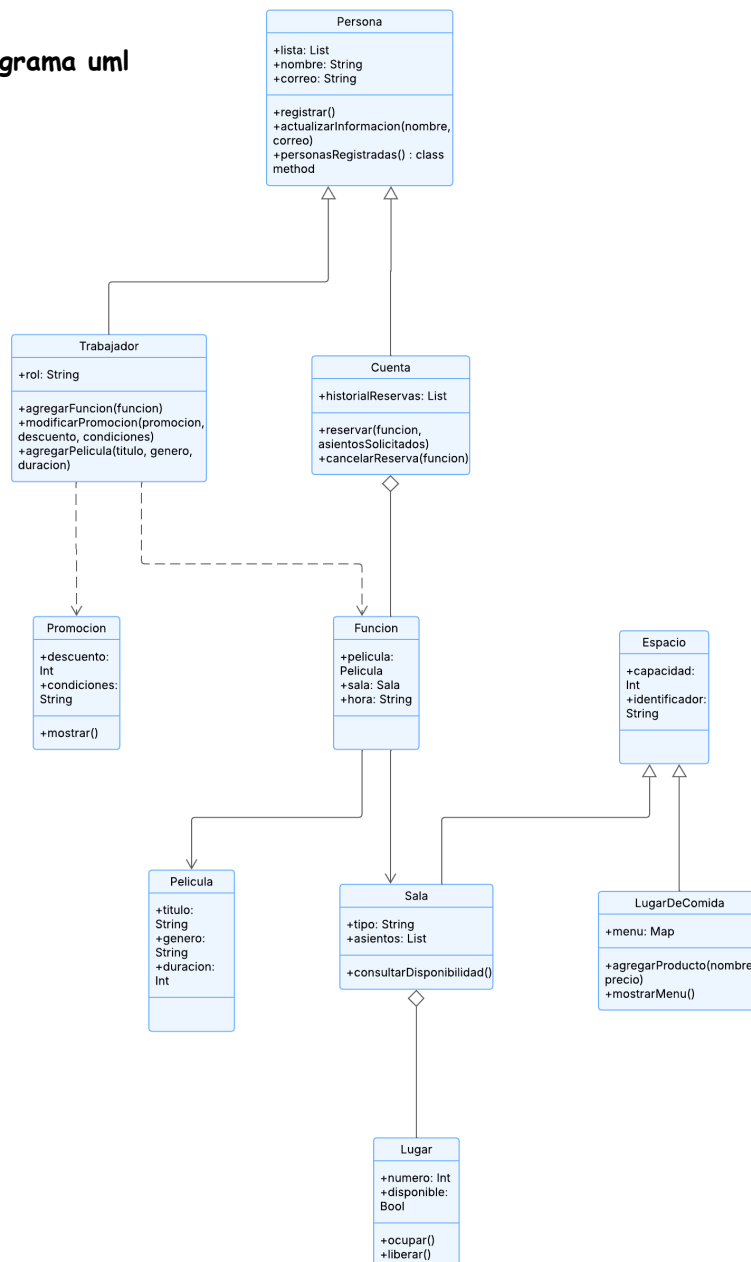 grama uml
Persona
+lista: List
+nombre: String
+correo: String
+registrar()
+actualizarInformacion(nombre,
correo)
+personasRegistradas() : class
method
Trabajador
+rol: String
+agregarFuncion(funcion)
+modificarPromocion(promocion,
descuento, condiciones)
+agregarPelicula(titulo, genero,
duracion)
Cuenta
+historialReservas: List
+reservar(funcion,
asientosSolicitados)
+cancelarReserva(funcion)
Promocion
+descuento:
Int
+condiciones:
String
+mostrar()
Funcion
+pelicula:
Pelicula
+sala: Sala
+hora: String
Espacio
+capacidad:
Int
+identificador:
String
Pelicula
+titulo:
String
+genero:
String
+duracion:
Int
Sala
+tipo: String
+asientos: List
+consultarDisponibilidad()
LugarDeComida
+menu: Map
+agregarProducto(nombre
precio)
+mostrarMenu()
Lugar
+numero: Int
+disponible:
Bool
+ocupar()
+liberar()